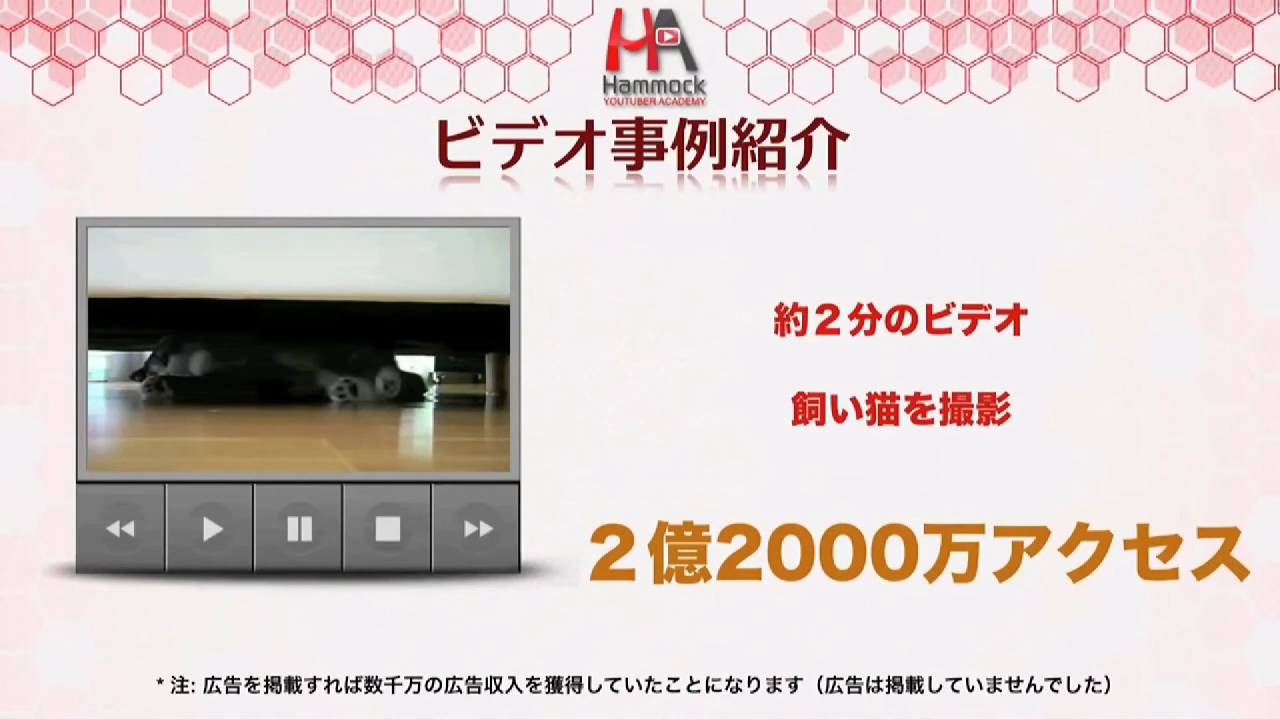 HA
Hammock
YOUTUBER ACADEMY
ビデオ事例紹介
約２分のビデオ
飼い猫を撮影
２億2000万アクセス
* 注: 広告を掲載すれば数千万の広告収入を獲得していたことになります（広告は掲載していませんでした）